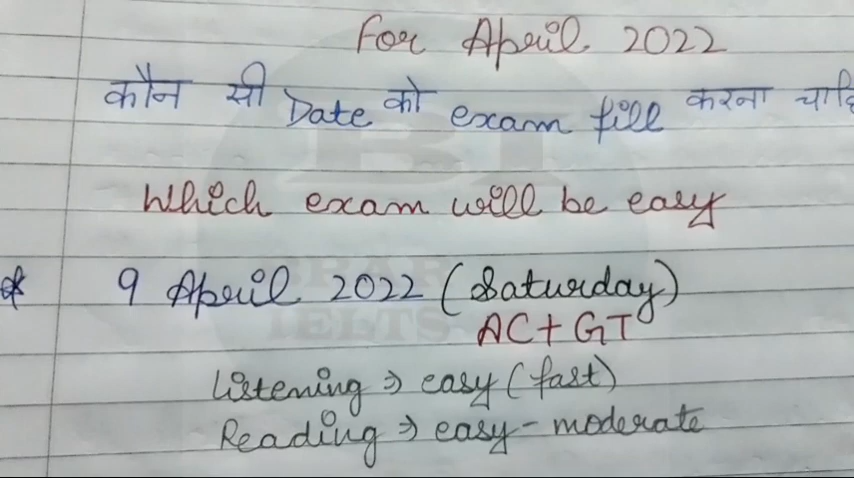 For April 2022
कौन सी Date को exam fill करना चाहि
Which exam will be easy
* 9 April 2022 (Saturday)
AC + GT
Listening ⇒ easy (fast)
Reading ⇒ easy - moderate